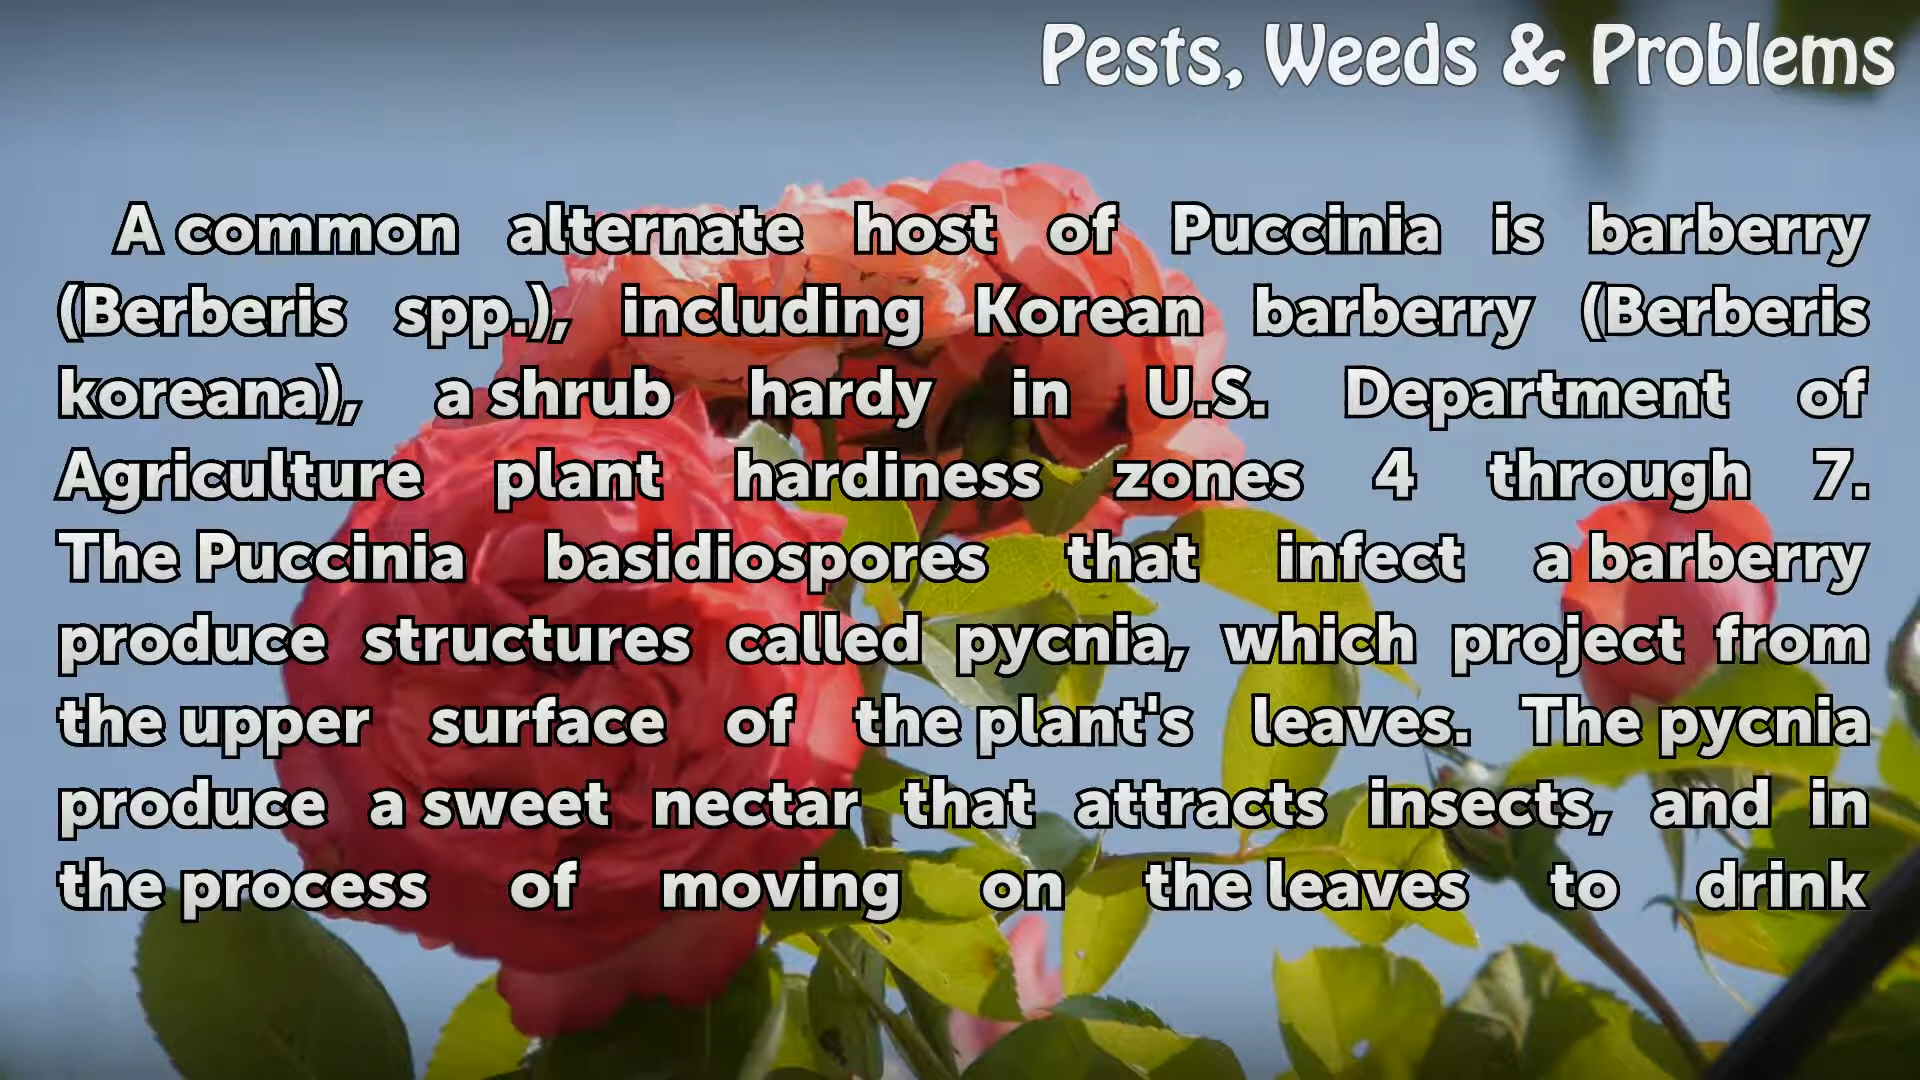 Pests, Weeds & Problems
A common alternate host of Puccinia is barberry
(Berberis spp.), including Korean barberry (Berberis
koreana), a shrub hardy in U.S. Department of
Agriculture plant hardiness zones 4 through 7.
The Puccinia basidiospores that infect a barberry
produce structures called pycnia, which project from
the upper surface of the plant's leaves. The pycnia
produce a sweet nectar that attracts insects, and in
the process of moving on the leaves to drink